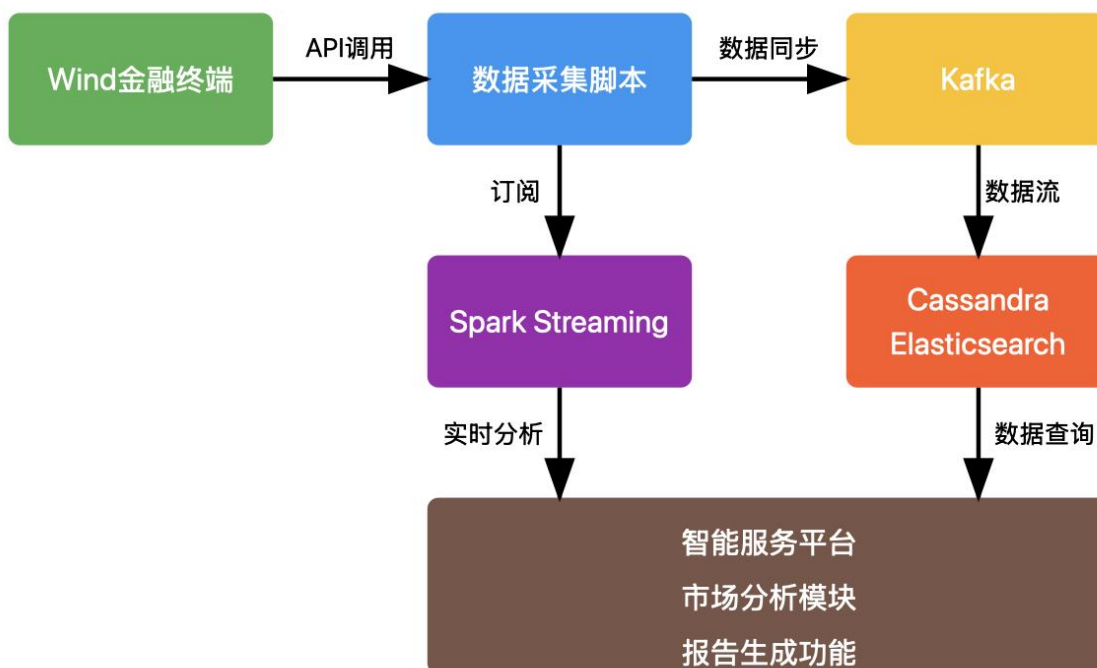 Wind金融终端
API调用
数据采集脚本
数据同步
Kafka
订阅
数据流
Spark Streaming
Cassandra
Elasticsearch
实时分析
数据查询
智能服务平台
市场分析模块
报告生成功能